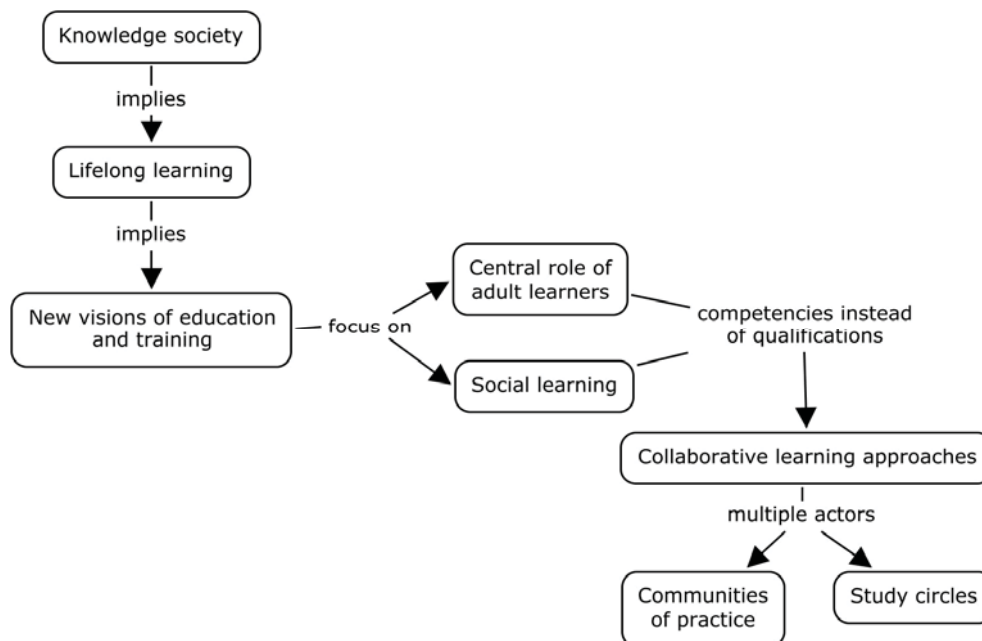 Knowledge society
implies
Lifelong learning
implies
New visions of education
and training
focus on
Central role of
adult learners
Social learning
competencies instead
of qualifications
Collaborative learning approaches
multiple actors
Communities
of practice
Study circles